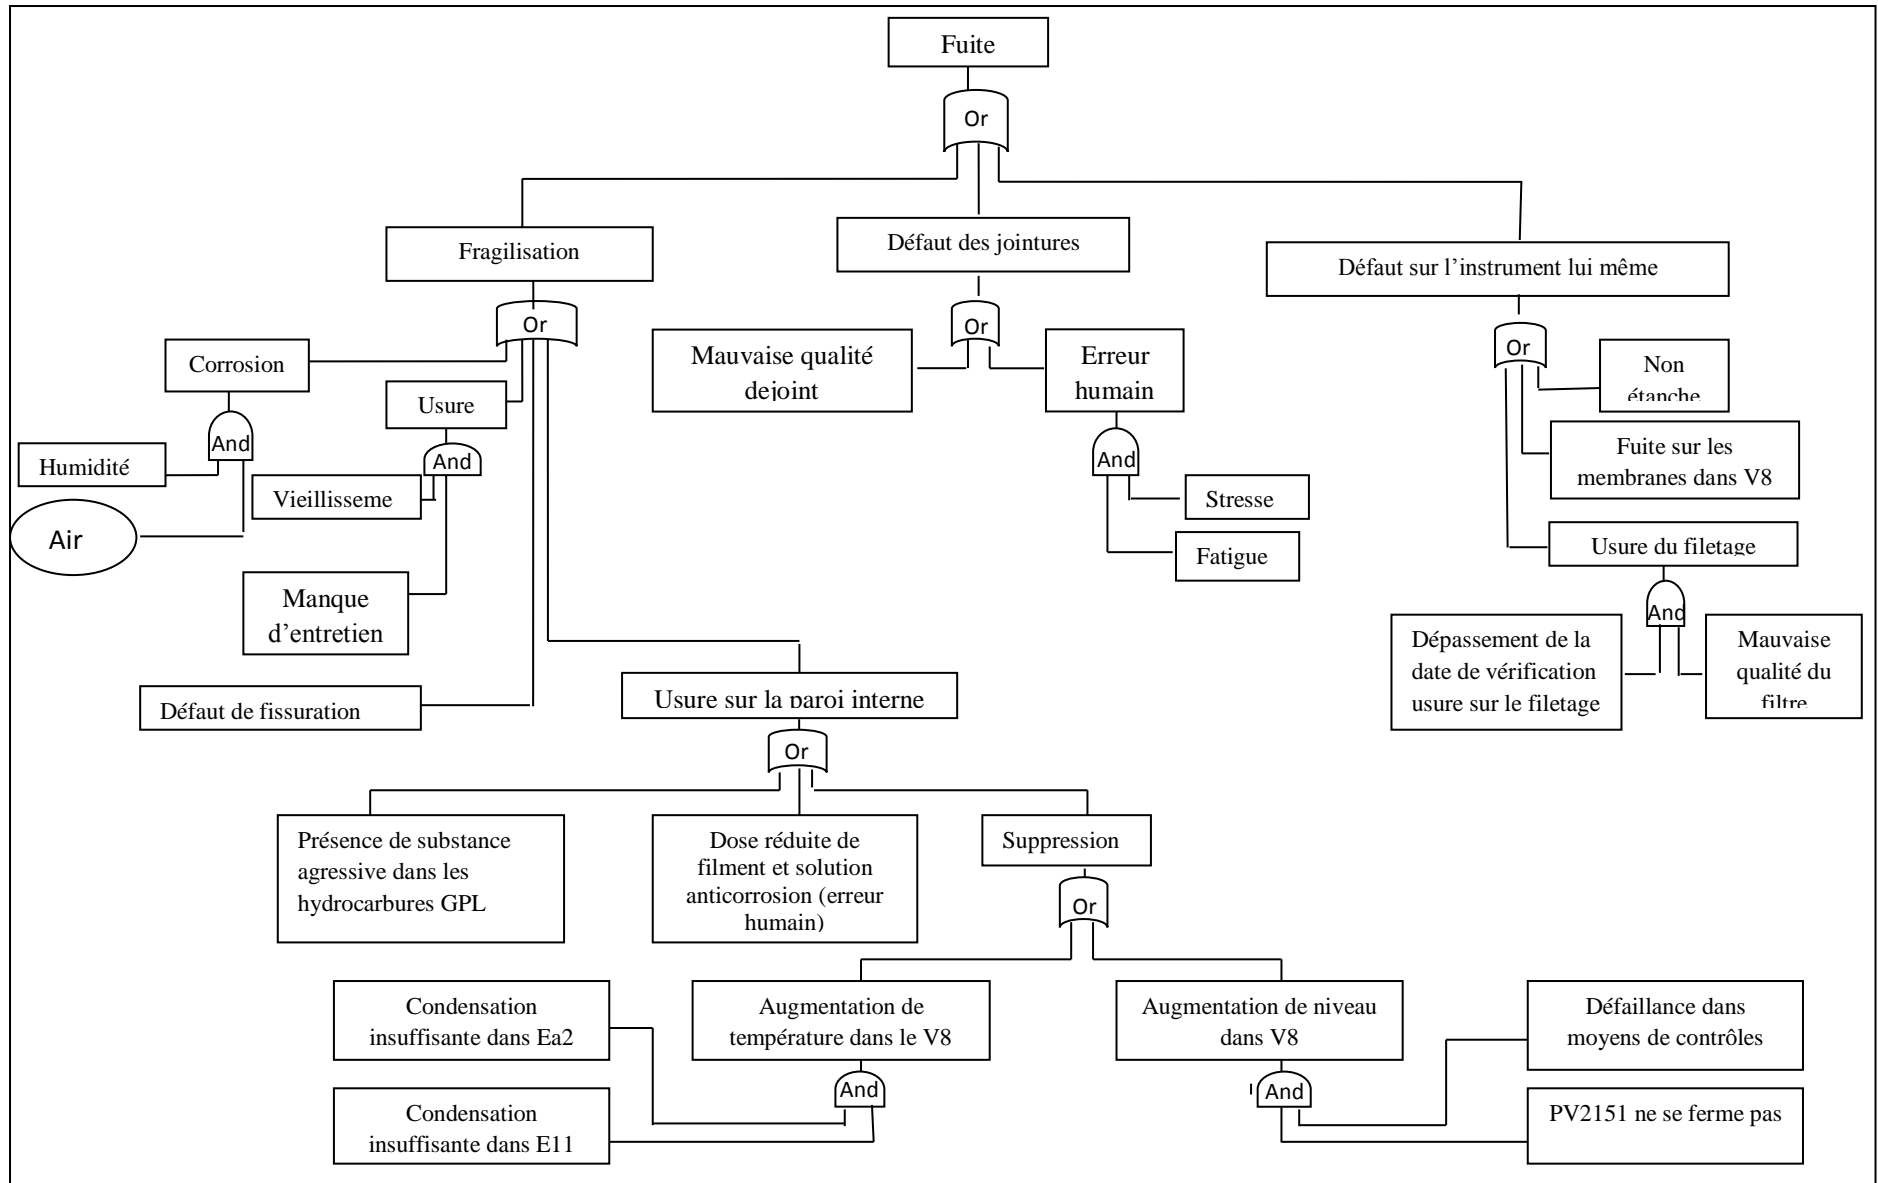 Fuite
Or
Fragilisation
Défaut des jointures
Défaut sur l'instrument lui même
Or
Or
Or
Corrosion
Usure
Mauvaise qualité
dejoint
Erreur
humain
Non
étanche
And
Humidité
And
Vieillisseme
Air
Manque
d'entretien
And
Stresse
Fatigue
Fuite sur les
membranes dans V8
Usure du filetage
And
Dépassement de la
date de vérification
usure sur le filetage
Mauvaise
qualité du
filtre
Défaut de fissuration
Usure sur la paroi interne
Or
Présence de substance
agressive dans les
hydrocarbures GPL
Dose réduite de
filment et solution
anticorrosion (erreur
humain)
Suppression
Or
Condensation
insuffisante dans Ea2
Augmentation de
température dans le V8
Augmentation de niveau
dans V8
Défaillance dans
moyens de contrôles
And
And
Condensation
insuffisante dans E11
PV2151 ne se ferme pas